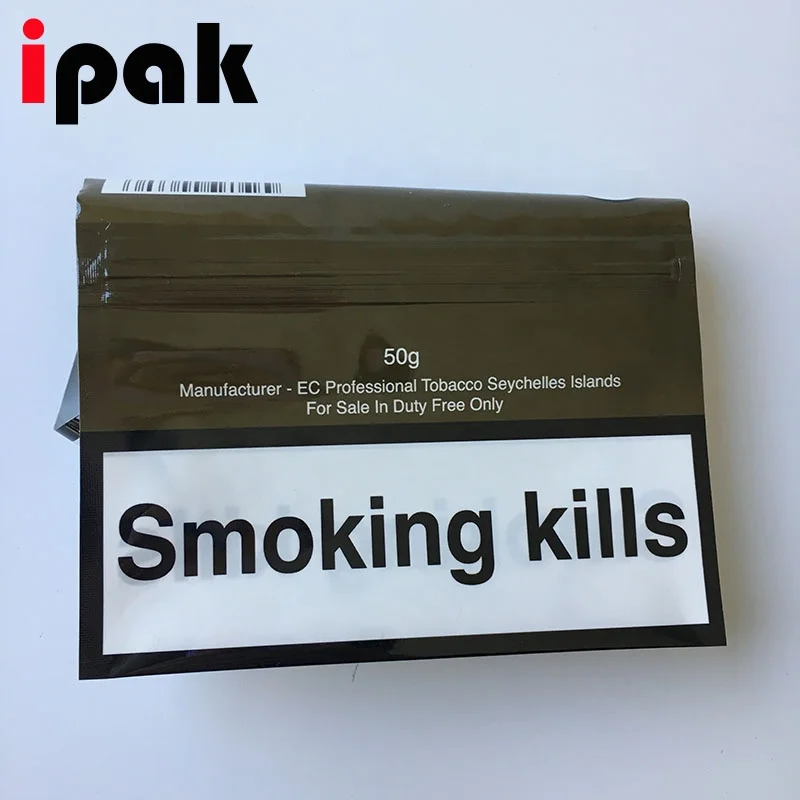 ipak
50g
Manufacturer - EC Professional Tobacco Seychelles Islands
For Sale In Duty Free Only
Smoking kills